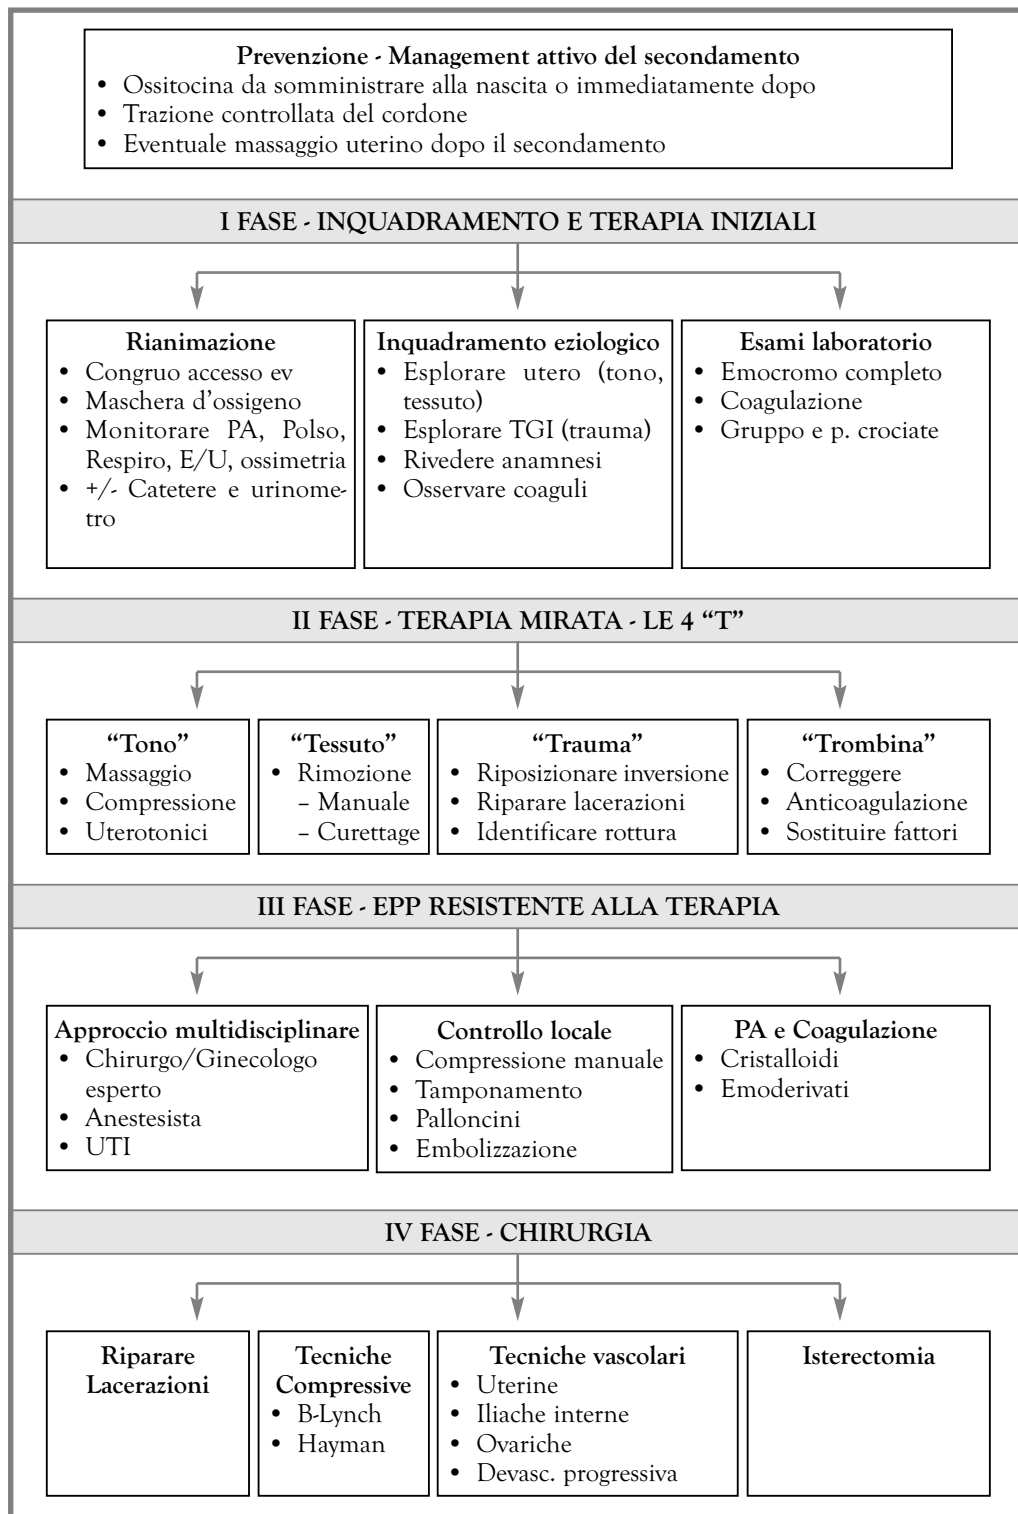 Prevenzione - Management attivo del secondamento
• Ossitocina da somministrare alla nascita o immediatamente dopo
• Trazione controllata del cordone
• Eventuale massaggio uterino dopo il secondamento
I FASE - INQUADRAMENTO E TERAPIA INIZIALI
Rianimazione
• Congruo accesso ev
• Maschera d'ossigeno
• Monitorare PA, Polso,
Respiro, E/U, ossimetria
• +/- Catetere e urinome-
tro
Inquadramento eziologico
• Esplorare utero (tono,
tessuto)
• Esplorare TGI (trauma)
• Rivedere anamnesi
• Osservare coaguli
Esami laboratorio
• Emocromo completo
• Coagulazione
• Gruppo e p. crociate
II FASE - TERAPIA MIRATA - LE 4 “T”
“Tono”
• Massaggio
• Compressione
• Uterotonici
“Tessuto”
• Rimozione
– Manuale
– Curettage
“Trauma”
• Riposizionare inversione
• Riparare lacerazioni
• Identificare rottura
“Trombina”
• Correggere
• Anticoagulazione
• Sostituire fattori
III FASE - EPP RESISTENTE ALLA TERAPIA
Approccio multidisciplinare
• Chirurgo/Ginecologo
esperto
• Anestesista
• UTI
Controllo locale
• Compressione manuale
• Tamponamento
• Palloncini
• Embolizzazione
PA e Coagulazione
• Cristalloidi
• Emoderivati
IV FASE - CHIRURGIA
Riparare
Lacerazioni
Tecniche
Compressive
• B-Lynch
• Hayman
Tecniche vascolari
• Uterine
• Iliache interne
• Ovariche
• Devasc. progressiva
Isterectomia